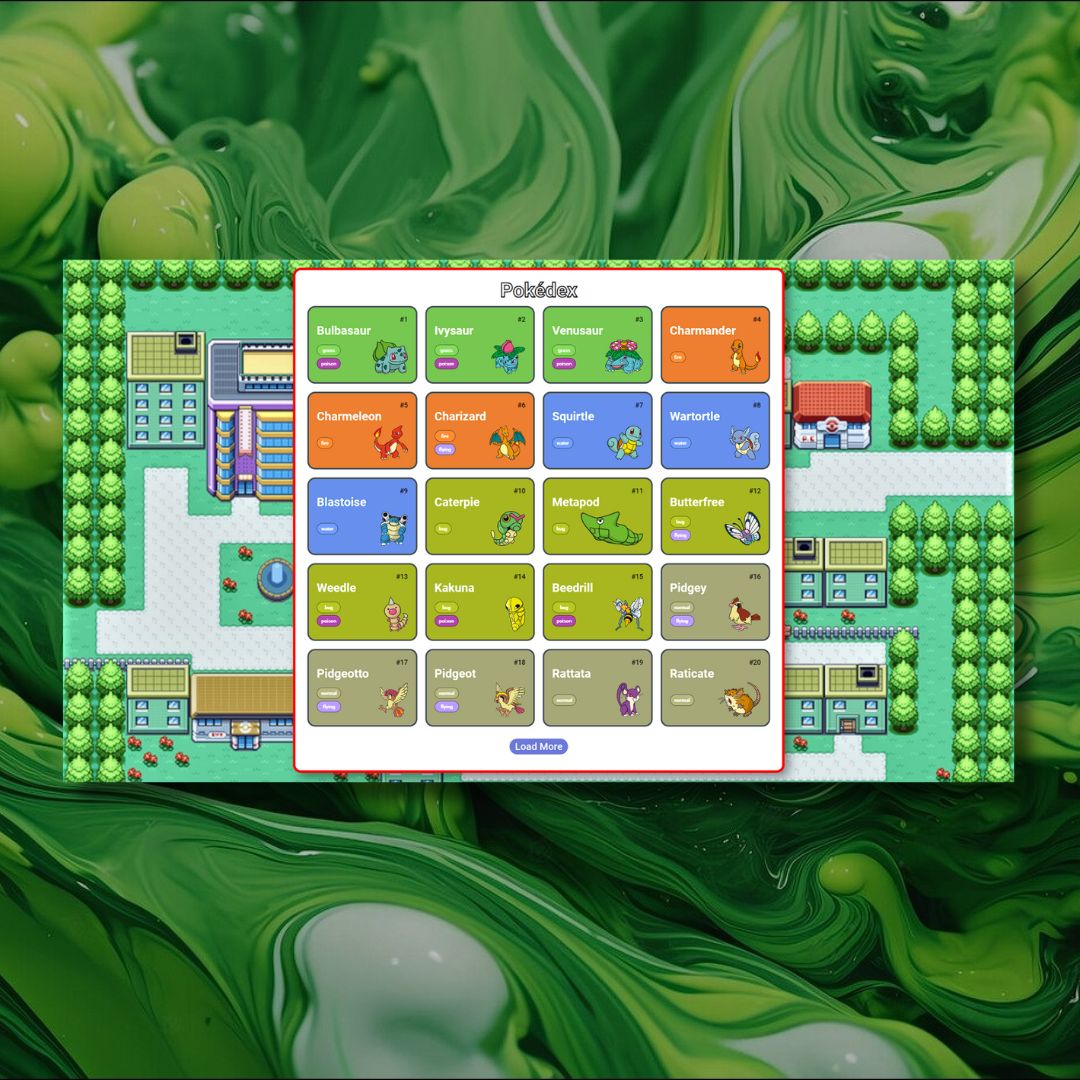 Pokédex
#1
Bulbasaur
grass
poison
#2
Ivysaur
grass
poison
#3
Venusaur
grass
poison
#4
Charmander
fire
#5
Charmeleon
fire
#6
Charizard
fire
flying
#7
Squirtle
water
#8
Wartortle
water
#9
Blastoise
water
#10
Caterpie
bug
#11
Metapod
bug
#12
Butterfree
bug
flying
#13
Weedle
bug
poison
#14
Kakuna
bug
poison
#15
Beedrill
bug
poison
#16
Pidgey
normal
flying
#17
Pidgeotto
normal
flying
#18
Pidgeot
normal
flying
#19
Rattata
normal
#20
Raticate
normal
Load More
P.C